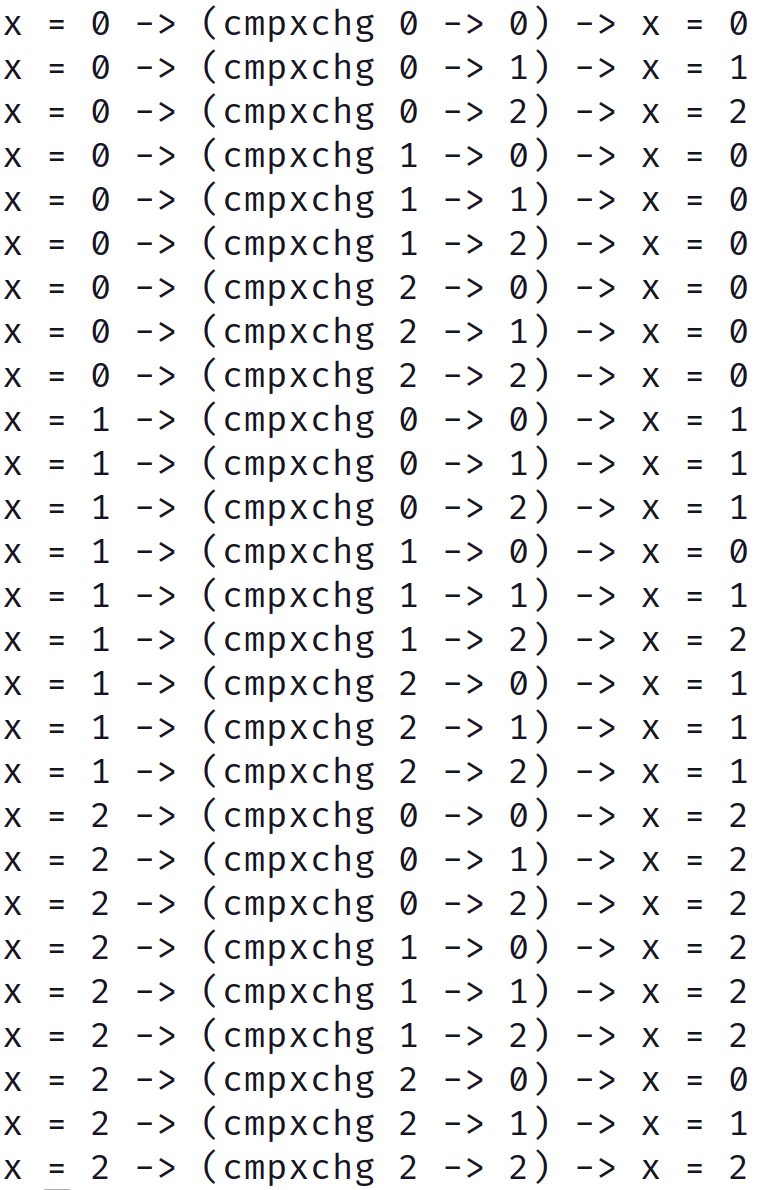 x = 0 -> (cmpxchg 0 -> 0) -> x = 0
x = 0 -> (cmpxchg 0 -> 1) -> x = 1
x = 0 -> (cmpxchg 0 -> 2) -> x = 2
x = 0 -> (cmpxchg 1 -> 0) -> x = 0
x = 0 -> (cmpxchg 1 -> 1) -> x = 0
x = 0 -> (cmpxchg 1 -> 2) -> x = 0
x = 0 -> (cmpxchg 2 -> 0) -> x = 0
x = 0 -> (cmpxchg 2 -> 1) -> x = 0
x = 0 -> (cmpxchg 2 -> 2) -> x = 0
x = 1 -> (cmpxchg 0 -> 0) -> x = 1
x = 1 -> (cmpxchg 0 -> 1) -> x = 1
x = 1 -> (cmpxchg 0 -> 2) -> x = 1
x = 1 -> (cmpxchg 1 -> 0) -> x = 0
x = 1 -> (cmpxchg 1 -> 1) -> x = 1
x = 1 -> (cmpxchg 1 -> 2) -> x = 2
x = 1 -> (cmpxchg 2 -> 0) -> x = 1
x = 1 -> (cmpxchg 2 -> 1) -> x = 1
x = 1 -> (cmpxchg 2 -> 2) -> x = 1
x = 2 -> (cmpxchg 0 -> 0) -> x = 2
x = 2 -> (cmpxchg 0 -> 1) -> x = 2
x = 2 -> (cmpxchg 0 -> 2) -> x = 2
x = 2 -> (cmpxchg 1 -> 0) -> x = 2
x = 2 -> (cmpxchg 1 -> 1) -> x = 2
x = 2 -> (cmpxchg 1 -> 2) -> x = 2
x = 2 -> (cmpxchg 2 -> 0) -> x = 0
x = 2 -> (cmpxchg 2 -> 1) -> x = 1
x = 2 -> (cmpxchg 2 -> 2) -> x = 2